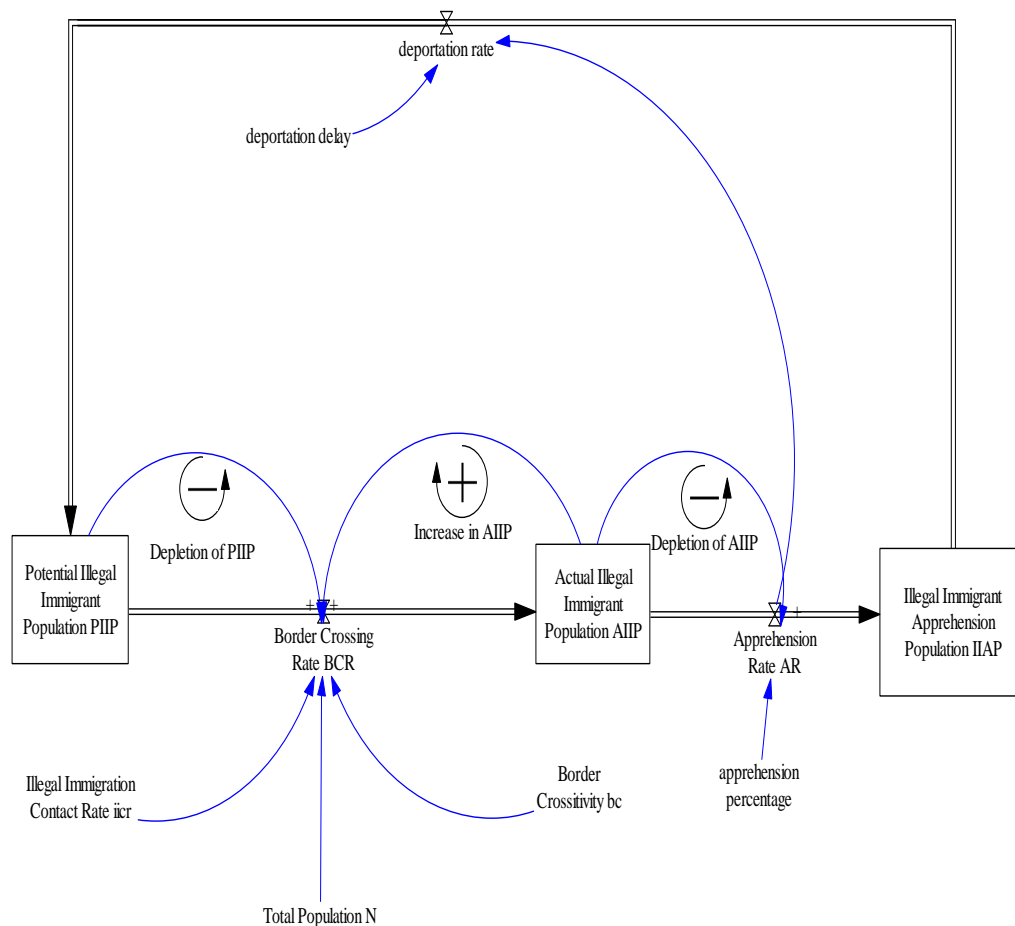 deportation rate
deportation delay
Depletion of PIIP
Increase in AIIP
Depletion of AIIP
Potential Illegal
Immigrant
Population PIIP
Actual Illegal
Immigrant
Population AIIP
Illegal Immigrant
Apprehension
Population IIAP
+ +
+
Border Crossing
Rate BCR
Apprehension
Rate AR
Illegal Immigration
Contact Rate iicr
Border
Crossitivity bc
apprehension
percentage
Total Population N